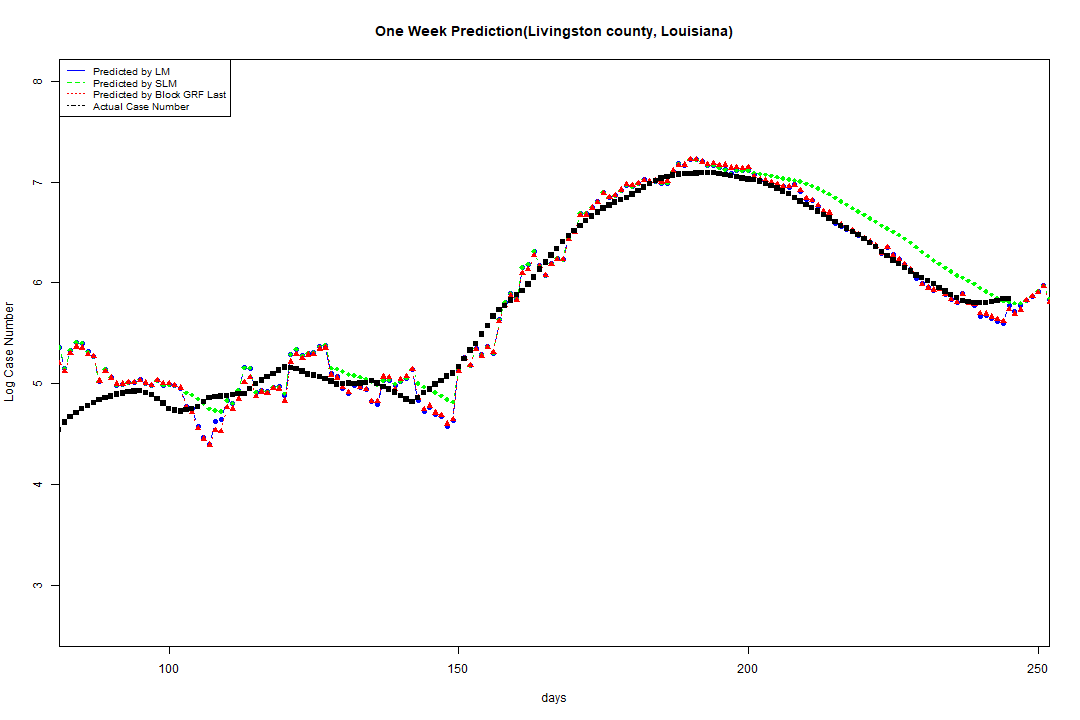 One Week Prediction(Livingston county, Louisiana)
Predicted by LM
Predicted by SLM
Predicted by Block GRF Last
Actual Case Number
8
7
6
5
4
3
Log Case Number
100 150 200 250
days